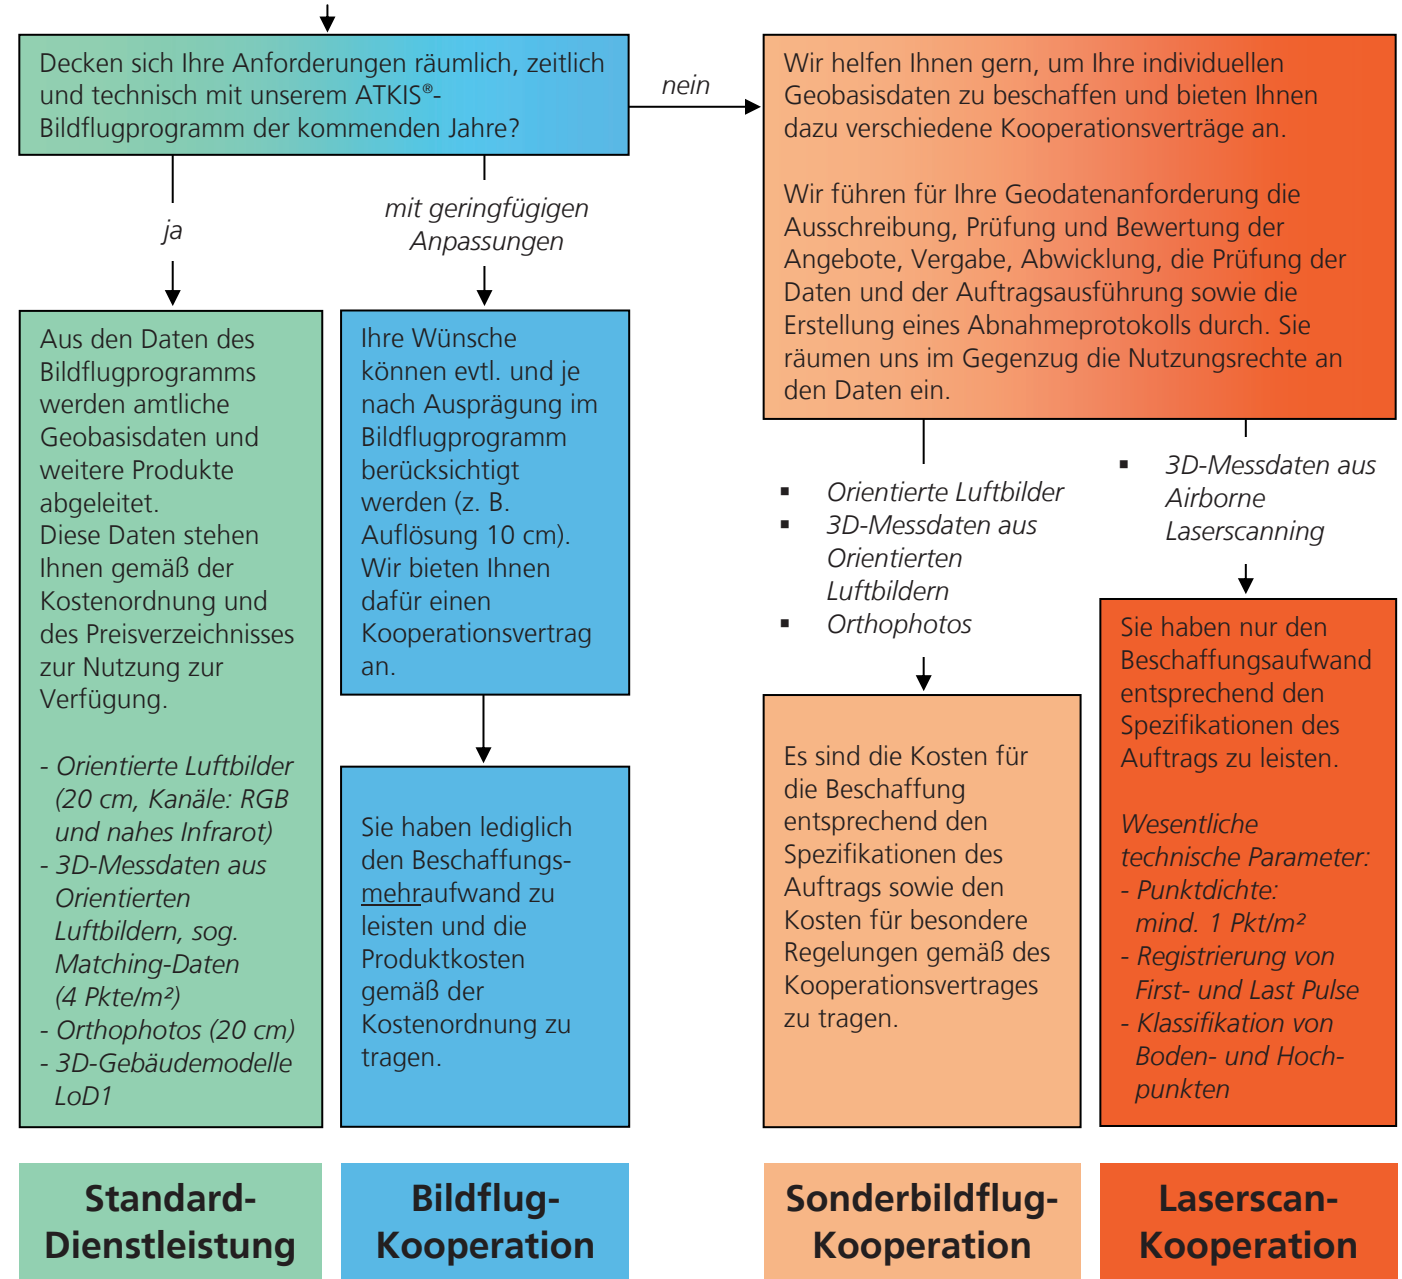 Decken sich Ihre Anforderungen räumlich, zeitlich
und technisch mit unserem ATKIS®-
Bildflugprogramm der kommenden Jahre?
nein
Wir helfen Ihnen gern, um Ihre individuellen
Geobasisdaten zu beschaffen und bieten Ihnen
dazu verschiedene Kooperationsverträge an.
Wir führen für Ihre Geodatenanforderung die
Ausschreibung, Prüfung und Bewertung der
Angebote, Vergabe, Abwicklung, die Prüfung der
Daten und der Auftragsausführung sowie die
Erstellung eines Abnahmeprotokolls durch. Sie
räumen uns im Gegenzug die Nutzungsrechte an
den Daten ein.
ja
mit geringfügigen
Anpassungen
Aus den Daten des
Bildflugprogramms
werden amtliche
Geobasisdaten und
weitere Produkte
abgeleitet.
Diese Daten stehen
Ihnen gemäß der
Kostenordnung und
des Preisverzeichnisses
zur Nutzung zur
Verfügung.
- Orientierte Luftbilder
(20 cm, Kanäle: RGB
und nahes Infrarot)
- 3D-Messdaten aus
Orientierten
Luftbildern, sog.
Matching-Daten
(4 Pkte/m²)
- Orthophotos (20 cm)
- 3D-Gebäudemodelle
LoD1
Ihre Wünsche
können evtl. und je
nach Ausprägung im
Bildflugprogramm
berücksichtigt
werden (z. B.
Auflösung 10 cm).
Wir bieten Ihnen
dafür einen
Kooperationsvertrag
an.
Sie haben lediglich
den Beschaffungs-
mehraufwand zu
leisten und die
Produktkosten
gemäß der
Kostenordnung zu
tragen.
▪ Orientierte Luftbilder
▪ 3D-Messdaten aus
Orientierten
Luftbildern
▪ Orthophotos
Es sind die Kosten für
die Beschaffung
entsprechend den
Spezifikationen des
Auftrags sowie den
Kosten für besondere
Regelungen gemäß des
Kooperationsvertrages
zu tragen.
▪ 3D-Messdaten aus
Airborne
Laserscanning
Sie haben nur den
Beschaffungsaufwand
entsprechend den
Spezifikationen des
Auftrags zu leisten.
Wesentliche
technische Parameter:
- Punktdichte:
mind. 1 Pkt/m²
- Registrierung von
First- und Last Pulse
- Klassifikation von
Boden- und Hoch-
punkten
Standard-
Dienstleistung
Bildflug-
Kooperation
Sonderbildflug-
Kooperation
Laserscan-
Kooperation